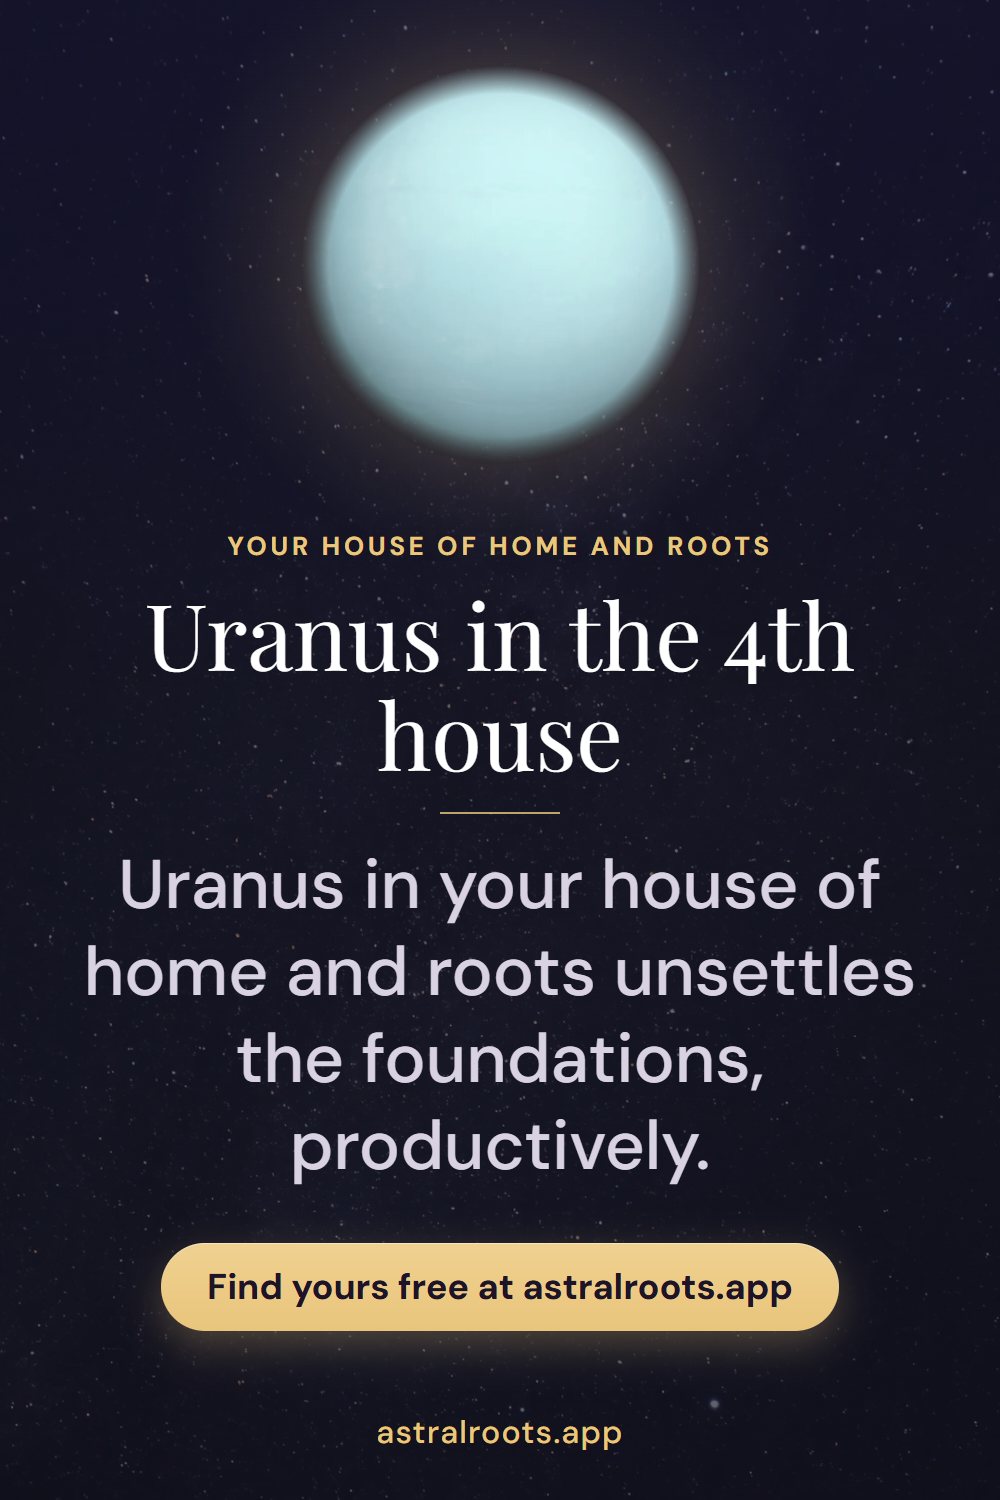 YOUR HOUSE OF HOME AND ROOTS
Uranus in the 4th
house
Uranus in your house of
home and roots unsettles
the foundations,
productively.
Find yours free at astralroots.app
astralroots.app